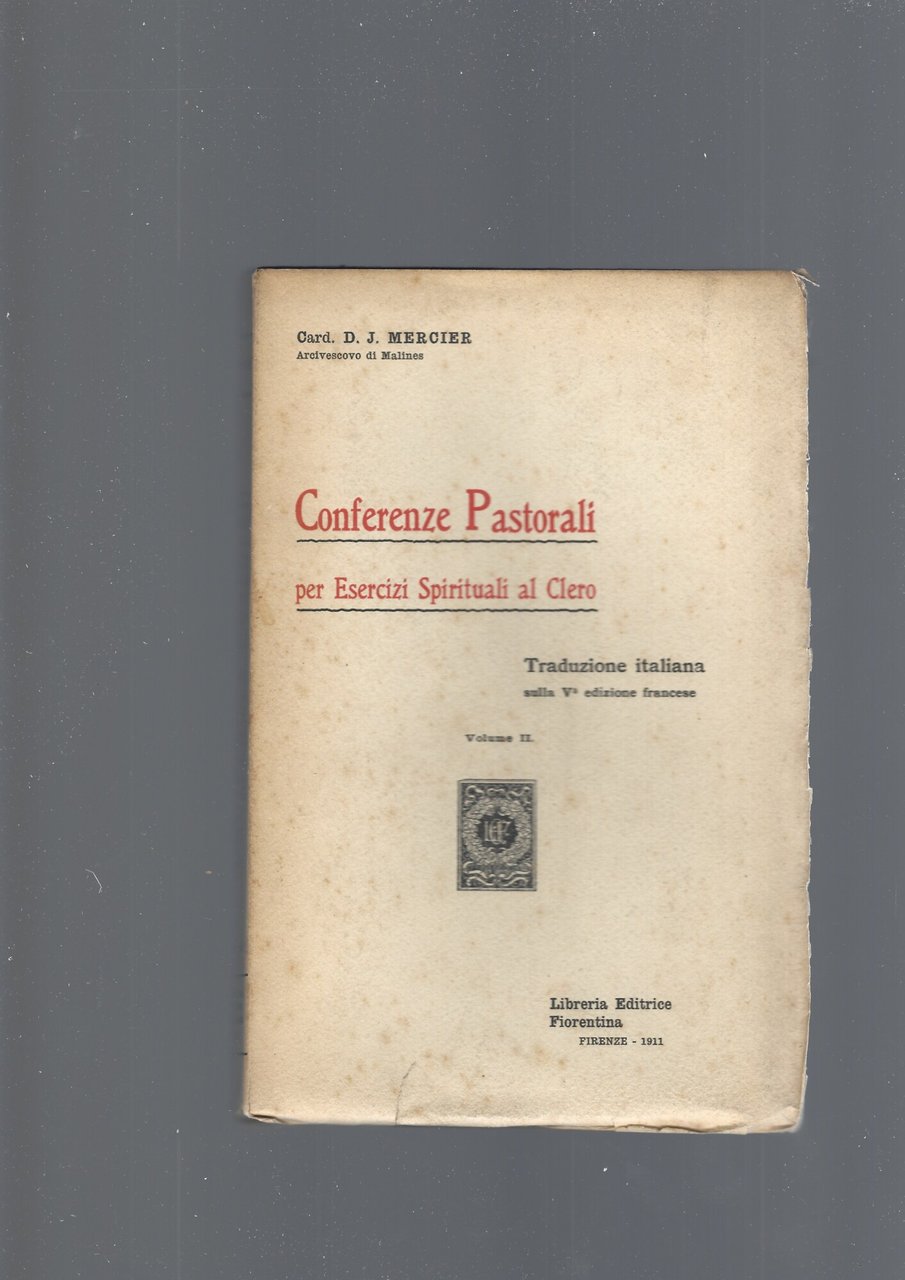 Card. D. J. MERCIER
Arcivescovo di Malines
Conferenze Pastorali
per Esercizi Spirituali al Clero
Traduzione italiana
sulla Vª edizione francese
Volume II.
LEF
Libreria Editrice
Fiorentina
FIRENZE - 1911